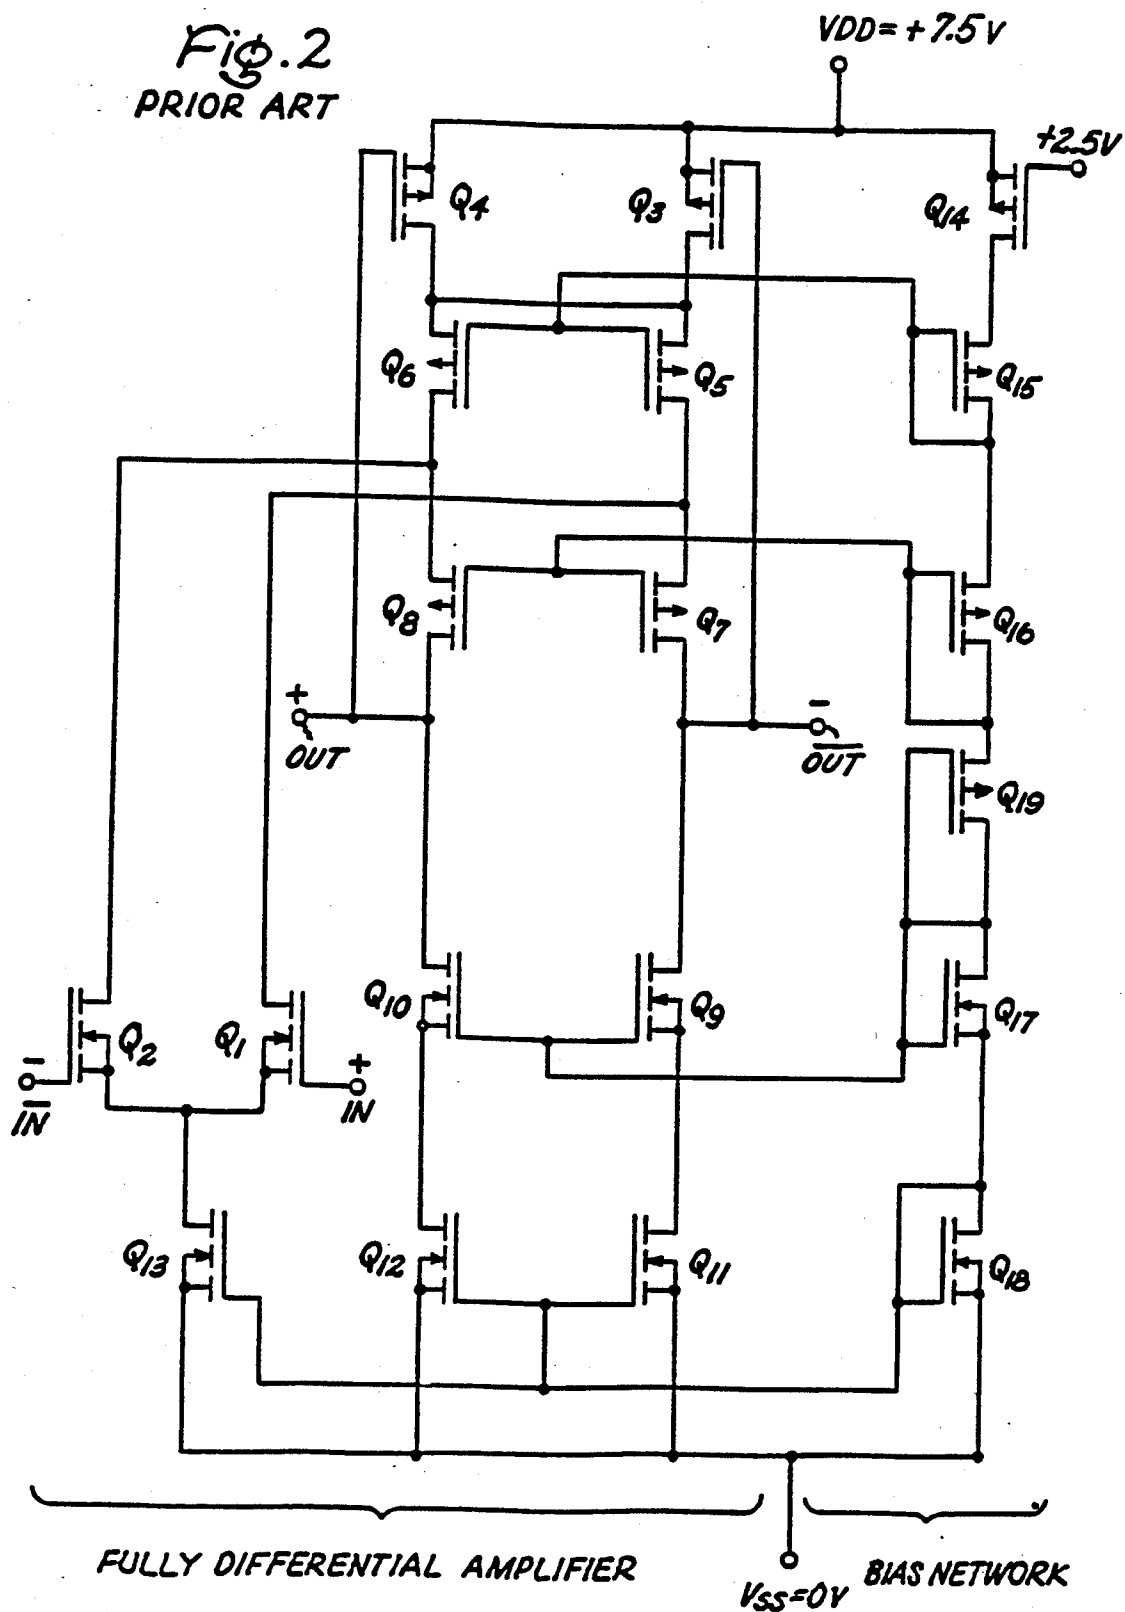 Fig. 2
PRIOR ART
VDD = +7.5V
+2.5V
Q4
Q3
Q14
Q6
Q5
Q15
Q8
Q7
Q16
+
OUT
−
OUT
Q19
Q10
Q9
Q17
Q2
Q1
−
IN
+
IN
Q13
Q12
Q11
Q18
FULLY DIFFERENTIAL AMPLIFIER
BIAS NETWORK
VSS=0V